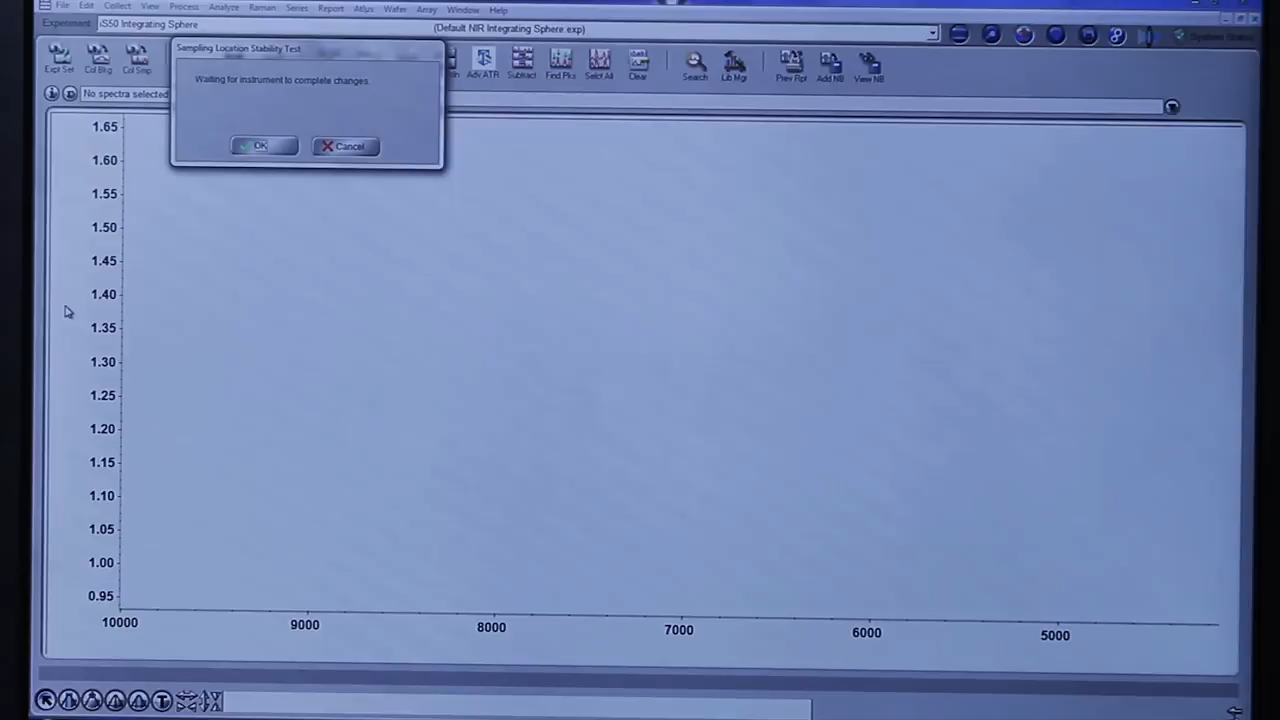 File Edit Collect View Process Analyze Raman Series Report Atlµs Wafer Array Window Help
Experiment: iS50 Integrating Sphere (Default NIR Integrating Sphere.exp) System Status
Sampling Location Stability Test
Waiting for instrument to complete changes.
OK Cancel
Expt Set Col Bkg Col Smp Adv ATR Subtract Find Pks Selct All Clear Search Lib Mgr Prev Rpt Add NB View NB
No spectra selected
1.65
1.60
1.55
1.50
1.45
1.40
1.35
1.30
1.25
1.20
1.15
1.10
1.05
1.00
0.95
10000 9000 8000 7000 6000 5000